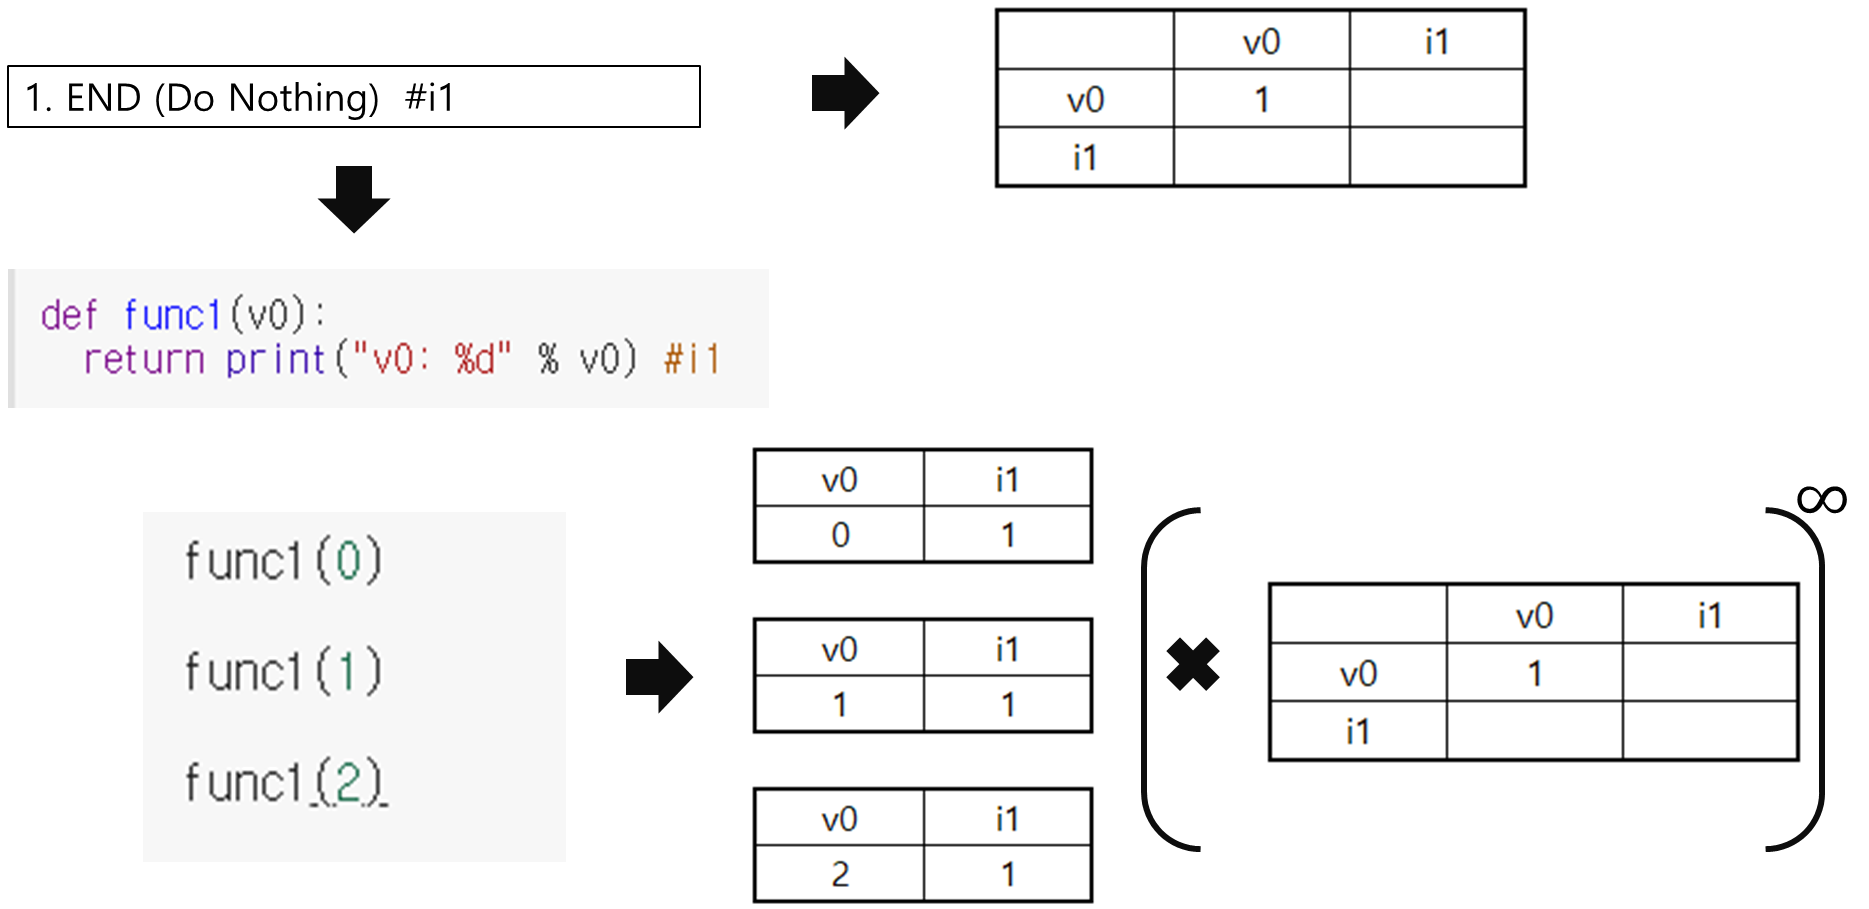 1. END (Do Nothing) #i1
v0 i1
v0 1
i1
def func1(v0):
return print("v0: %d" % v0) #i1
func1(0)
func1(1)
func1(2)
v0 i1
0 1
v0 i1
1 1
v0 i1
2 1
∞
v0 i1
v0 1
i1